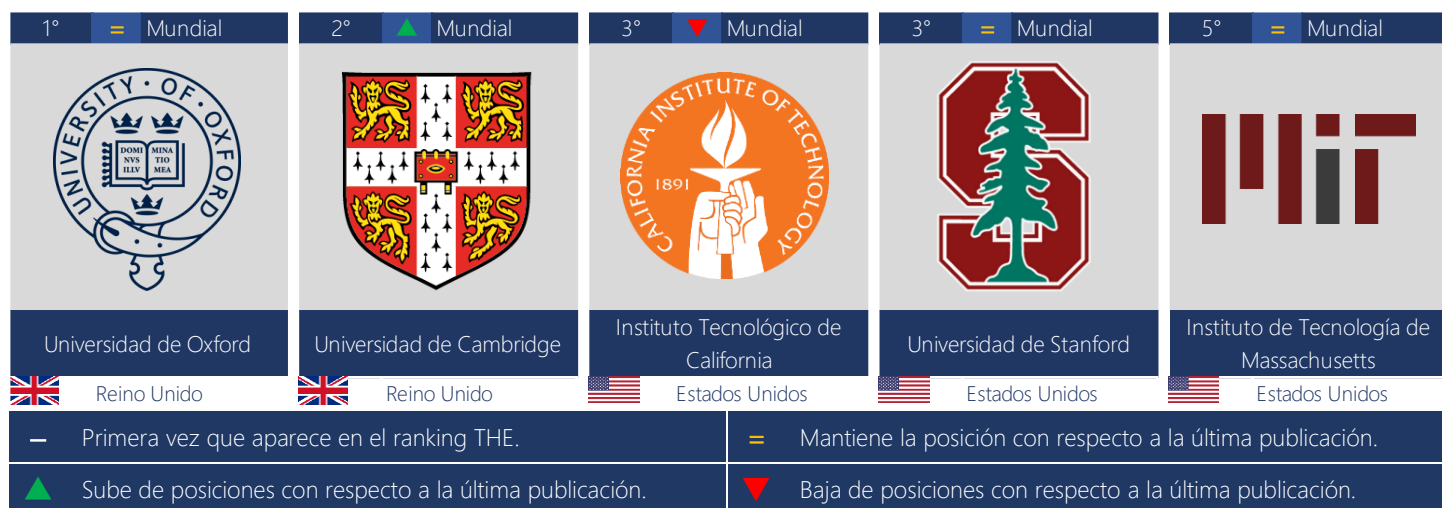 1° = Mundial
2° ▲ Mundial
3° ▼ Mundial
3° = Mundial
5° = Mundial
UNIVERSITY · OF · OXFORD
DOMI MINA
NVS TIO
ILLV MEA
CALIFORNIA INSTITUTE OF TECHNOLOGY
1891
S
MIT
Universidad de Oxford
Universidad de Cambridge
Instituto Tecnológico de
California
Universidad de Stanford
Instituto de Tecnología de
Massachusetts
Reino Unido
Reino Unido
Estados Unidos
Estados Unidos
Estados Unidos
– Primera vez que aparece en el ranking THE.
= Mantiene la posición con respecto a la última publicación.
▲ Sube de posiciones con respecto a la última publicación.
▼ Baja de posiciones con respecto a la última publicación.